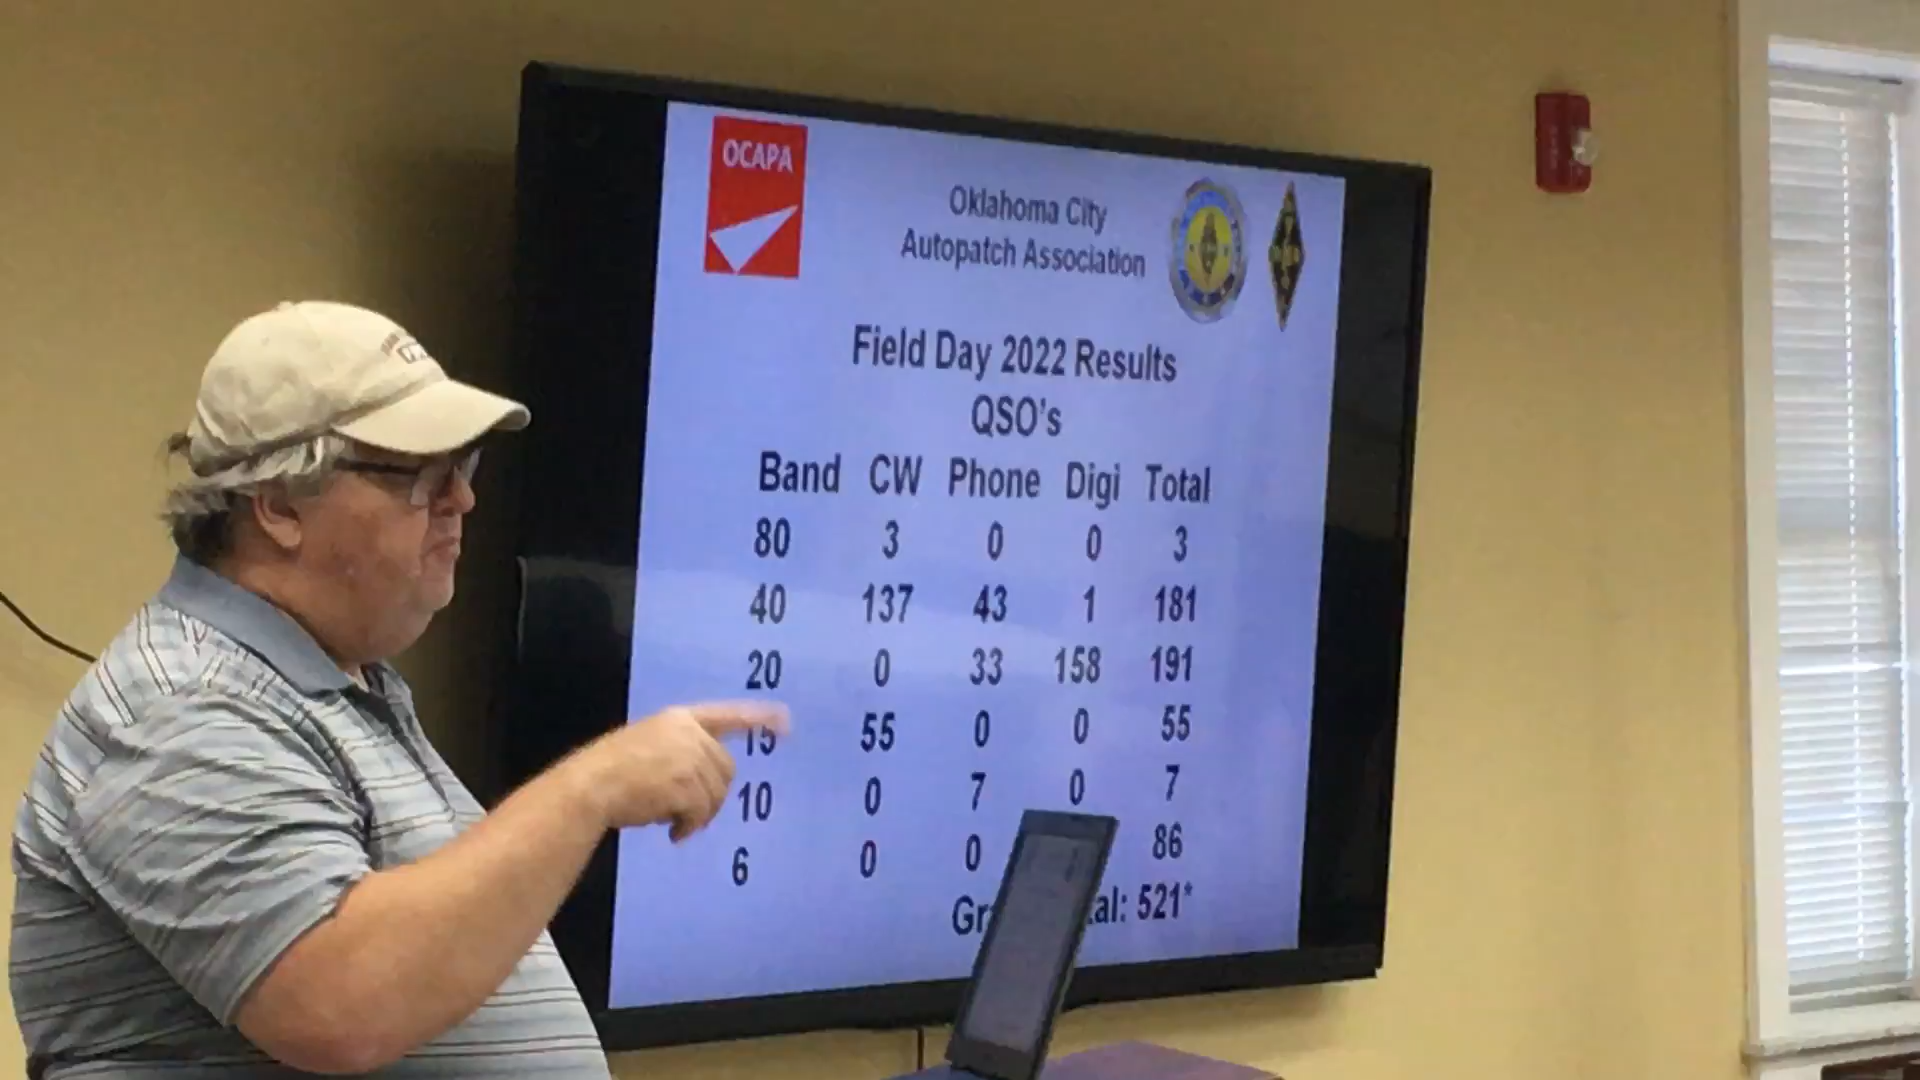 OCAPA
Oklahoma City
Autopatch Association
Field Day 2022 Results
QSO's
Band CW Phone Digi Total
80 3 0 0 3
40 137 43 1 181
20 0 33 158 191
15 55 0 0 55
10 0 7 0 7
6 0 0 86
521*